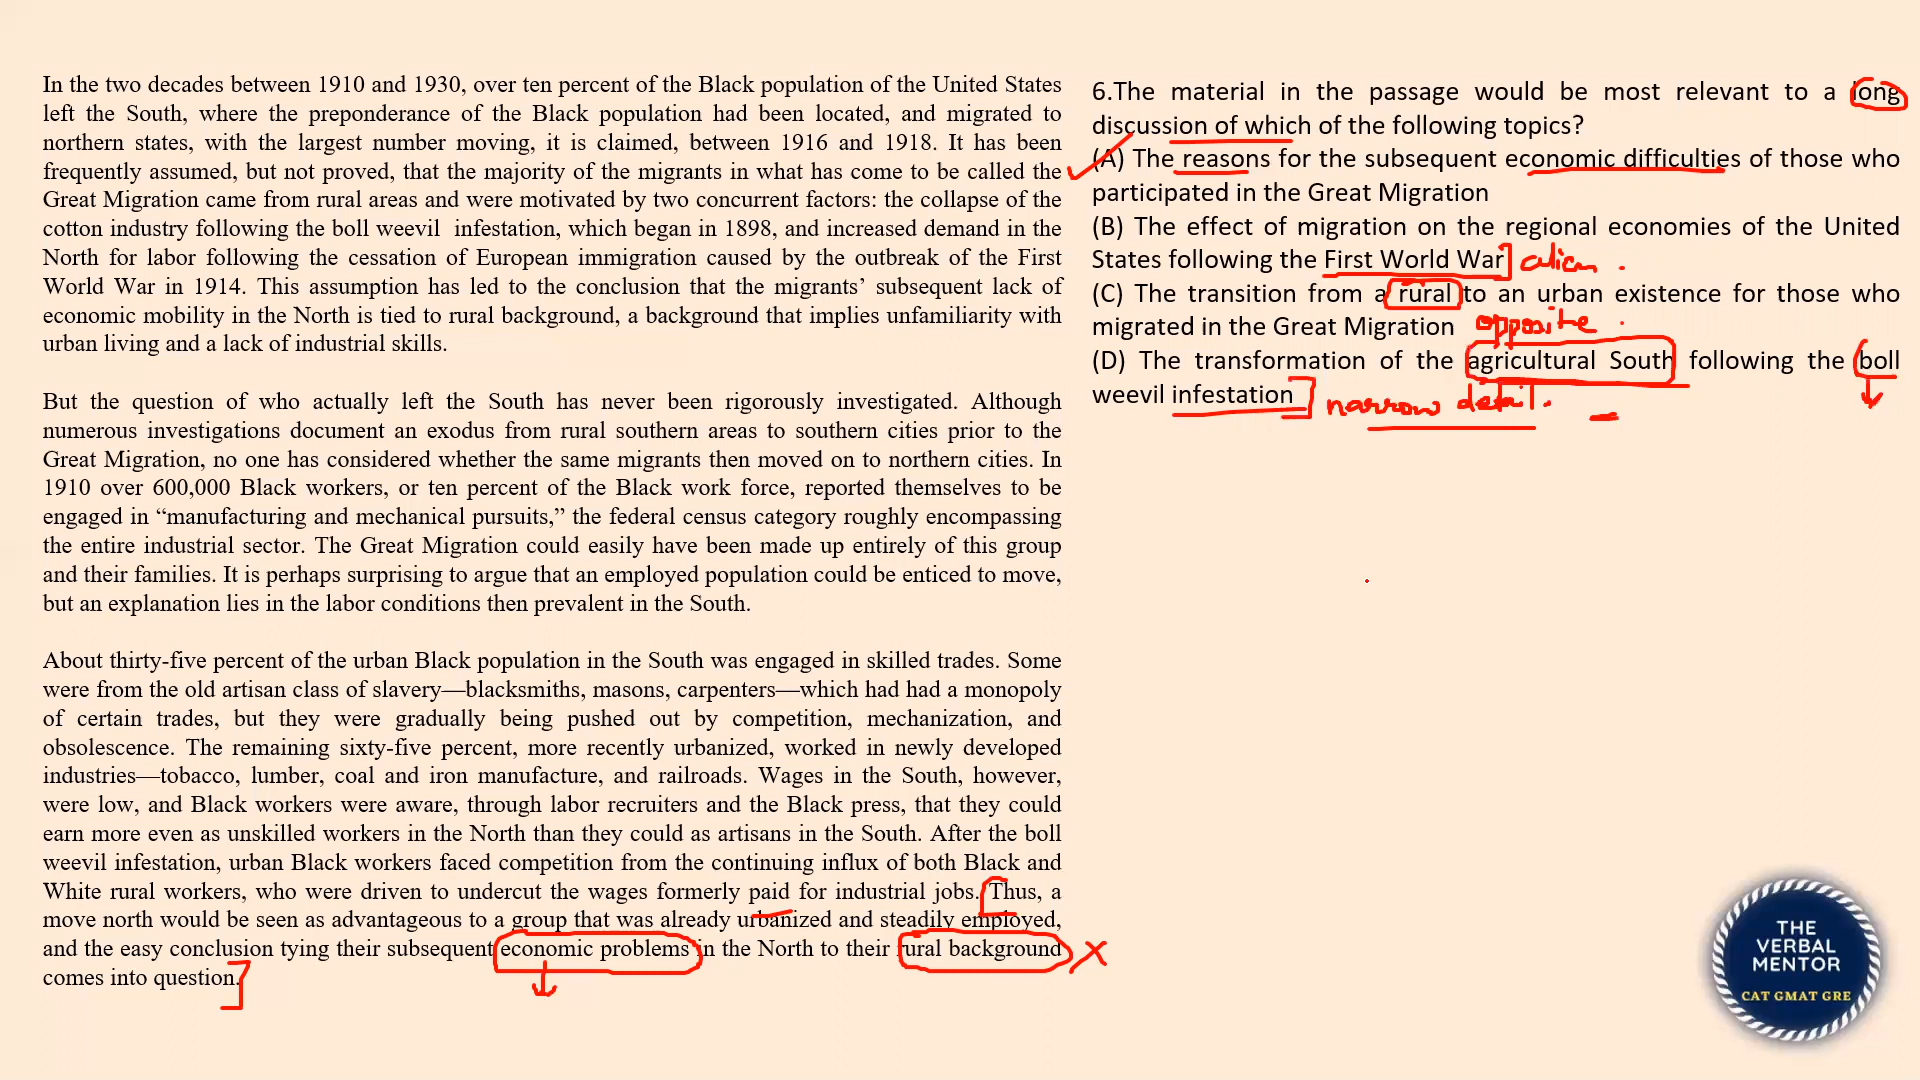 In the two decades between 1910 and 1930, over ten percent of the Black population of the United States
left the South, where the preponderance of the Black population had been located, and migrated to
northern states, with the largest number moving, it is claimed, between 1916 and 1918. It has been
frequently assumed, but not proved, that the majority of the migrants in what has come to be called the
Great Migration came from rural areas and were motivated by two concurrent factors: the collapse of the
cotton industry following the boll weevil infestation, which began in 1898, and increased demand in the
North for labor following the cessation of European immigration caused by the outbreak of the First
World War in 1914. This assumption has led to the conclusion that the migrants’ subsequent lack of
economic mobility in the North is tied to rural background, a background that implies unfamiliarity with
urban living and a lack of industrial skills.
But the question of who actually left the South has never been rigorously investigated. Although
numerous investigations document an exodus from rural southern areas to southern cities prior to the
Great Migration, no one has considered whether the same migrants then moved on to northern cities. In
1910 over 600,000 Black workers, or ten percent of the Black work force, reported themselves to be
engaged in “manufacturing and mechanical pursuits,” the federal census category roughly encompassing
the entire industrial sector. The Great Migration could easily have been made up entirely of this group
and their families. It is perhaps surprising to argue that an employed population could be enticed to move,
but an explanation lies in the labor conditions then prevalent in the South.
About thirty-five percent of the urban Black population in the South was engaged in skilled trades. Some
were from the old artisan class of slavery—blacksmiths, masons, carpenters—which had had a monopoly
of certain trades, but they were gradually being pushed out by competition, mechanization, and
obsolescence. The remaining sixty-five percent, more recently urbanized, worked in newly developed
industries—tobacco, lumber, coal and iron manufacture, and railroads. Wages in the South, however,
were low, and Black workers were aware, through labor recruiters and the Black press, that they could
earn more even as unskilled workers in the North than they could as artisans in the South. After the boll
weevil infestation, urban Black workers faced competition from the continuing influx of both Black and
White rural workers, who were driven to undercut the wages formerly paid for industrial jobs. Thus, a
move north would be seen as advantageous to a group that was already urbanized and steadily employed,
and the easy conclusion tying their subsequent economic problems in the North to their rural background
comes into question.
6.The material in the passage would be most relevant to a long
discussion of which of the following topics?
(A) The reasons for the subsequent economic difficulties of those who
participated in the Great Migration
(B) The effect of migration on the regional economies of the United
States following the First World War alien.
(C) The transition from a rural to an urban existence for those who
migrated in the Great Migration opposite.
(D) The transformation of the agricultural South following the boll
weevil infestation narrow detail.
THE
VERBAL
MENTOR
CAT GMAT GRE